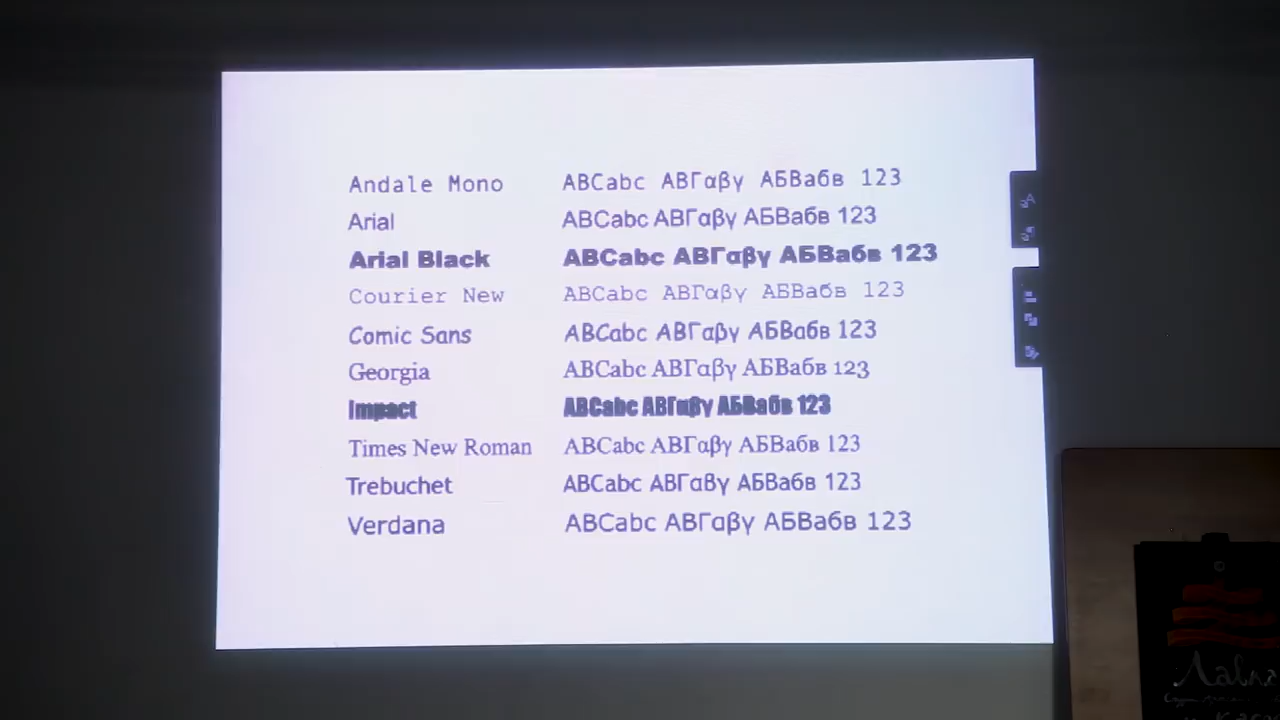 Andale Mono ABCabc ΑΒΓαβγ АБВабв 123
Arial ABCabc ΑΒΓαβγ АБВабв 123
Arial Black ABCabc ΑΒΓαβγ АБВабв 123
Courier New ABCabc ΑΒΓαβγ АБВабв 123
Comic Sans ABCabc ΑΒΓαβγ АБВабв 123
Georgia ABCabc ΑΒΓαβγ АБВабв 123
Impact ABCabc ΑΒΓαβγ АБВабв 123
Times New Roman ABCabc ΑΒΓαβγ АБВабв 123
Trebuchet ABCabc ΑΒΓαβγ АБВабв 123
Verdana ABCabc ΑΒΓαβγ АБВабв 123